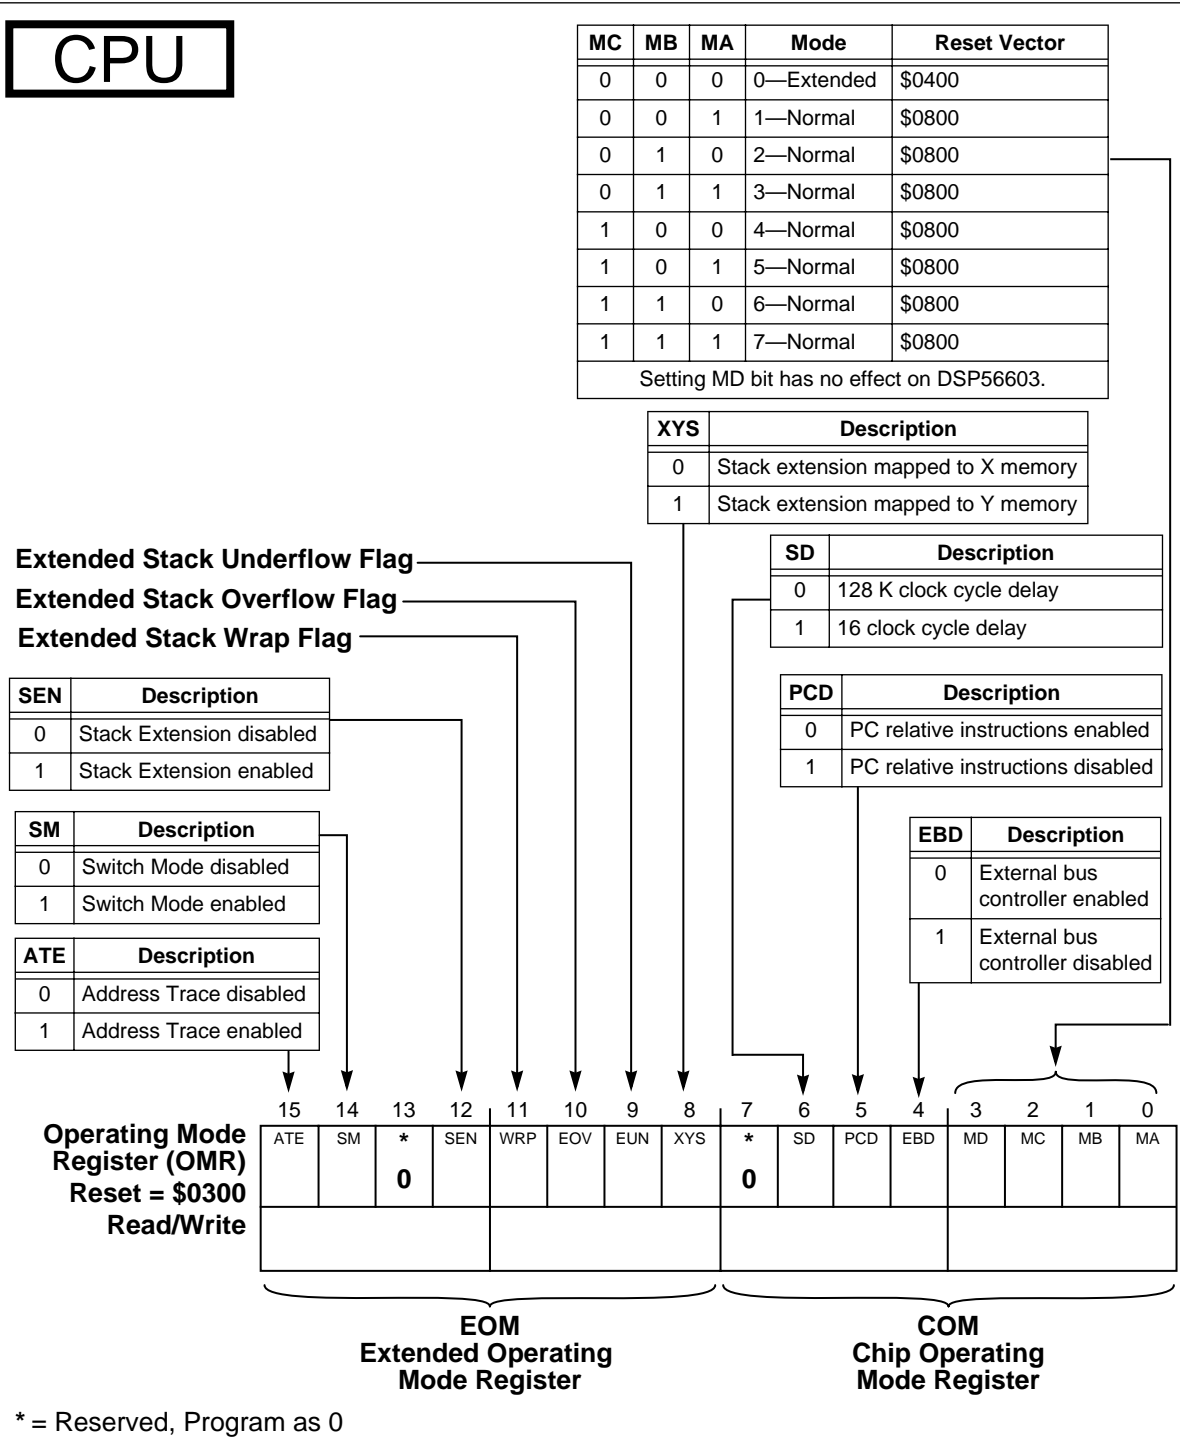 CPU
MC MB MA Mode Reset Vector
0 0 0 0—Extended $0400
0 0 1 1—Normal $0800
0 1 0 2—Normal $0800
0 1 1 3—Normal $0800
1 0 0 4—Normal $0800
1 0 1 5—Normal $0800
1 1 0 6—Normal $0800
1 1 1 7—Normal $0800
Setting MD bit has no effect on DSP56603.
XYS Description
0 Stack extension mapped to X memory
1 Stack extension mapped to Y memory
Extended Stack Underflow Flag
Extended Stack Overflow Flag
Extended Stack Wrap Flag
SD Description
0 128 K clock cycle delay
1 16 clock cycle delay
SEN Description
0 Stack Extension disabled
1 Stack Extension enabled
PCD Description
0 PC relative instructions enabled
1 PC relative instructions disabled
SM Description
0 Switch Mode disabled
1 Switch Mode enabled
EBD Description
0 External bus
controller enabled
1 External bus
controller disabled
ATE Description
0 Address Trace disabled
1 Address Trace enabled
15 14 13 12 11 10 9 8 7 6 5 4 3 2 1 0
Operating Mode
Register (OMR)
Reset = $0300
Read/Write
ATE SM * SEN WRP EOV EUN XYS * SD PCD EBD MD MC MB MA
0 0
EOM
Extended Operating
Mode Register
COM
Chip Operating
Mode Register
* = Reserved, Program as 0